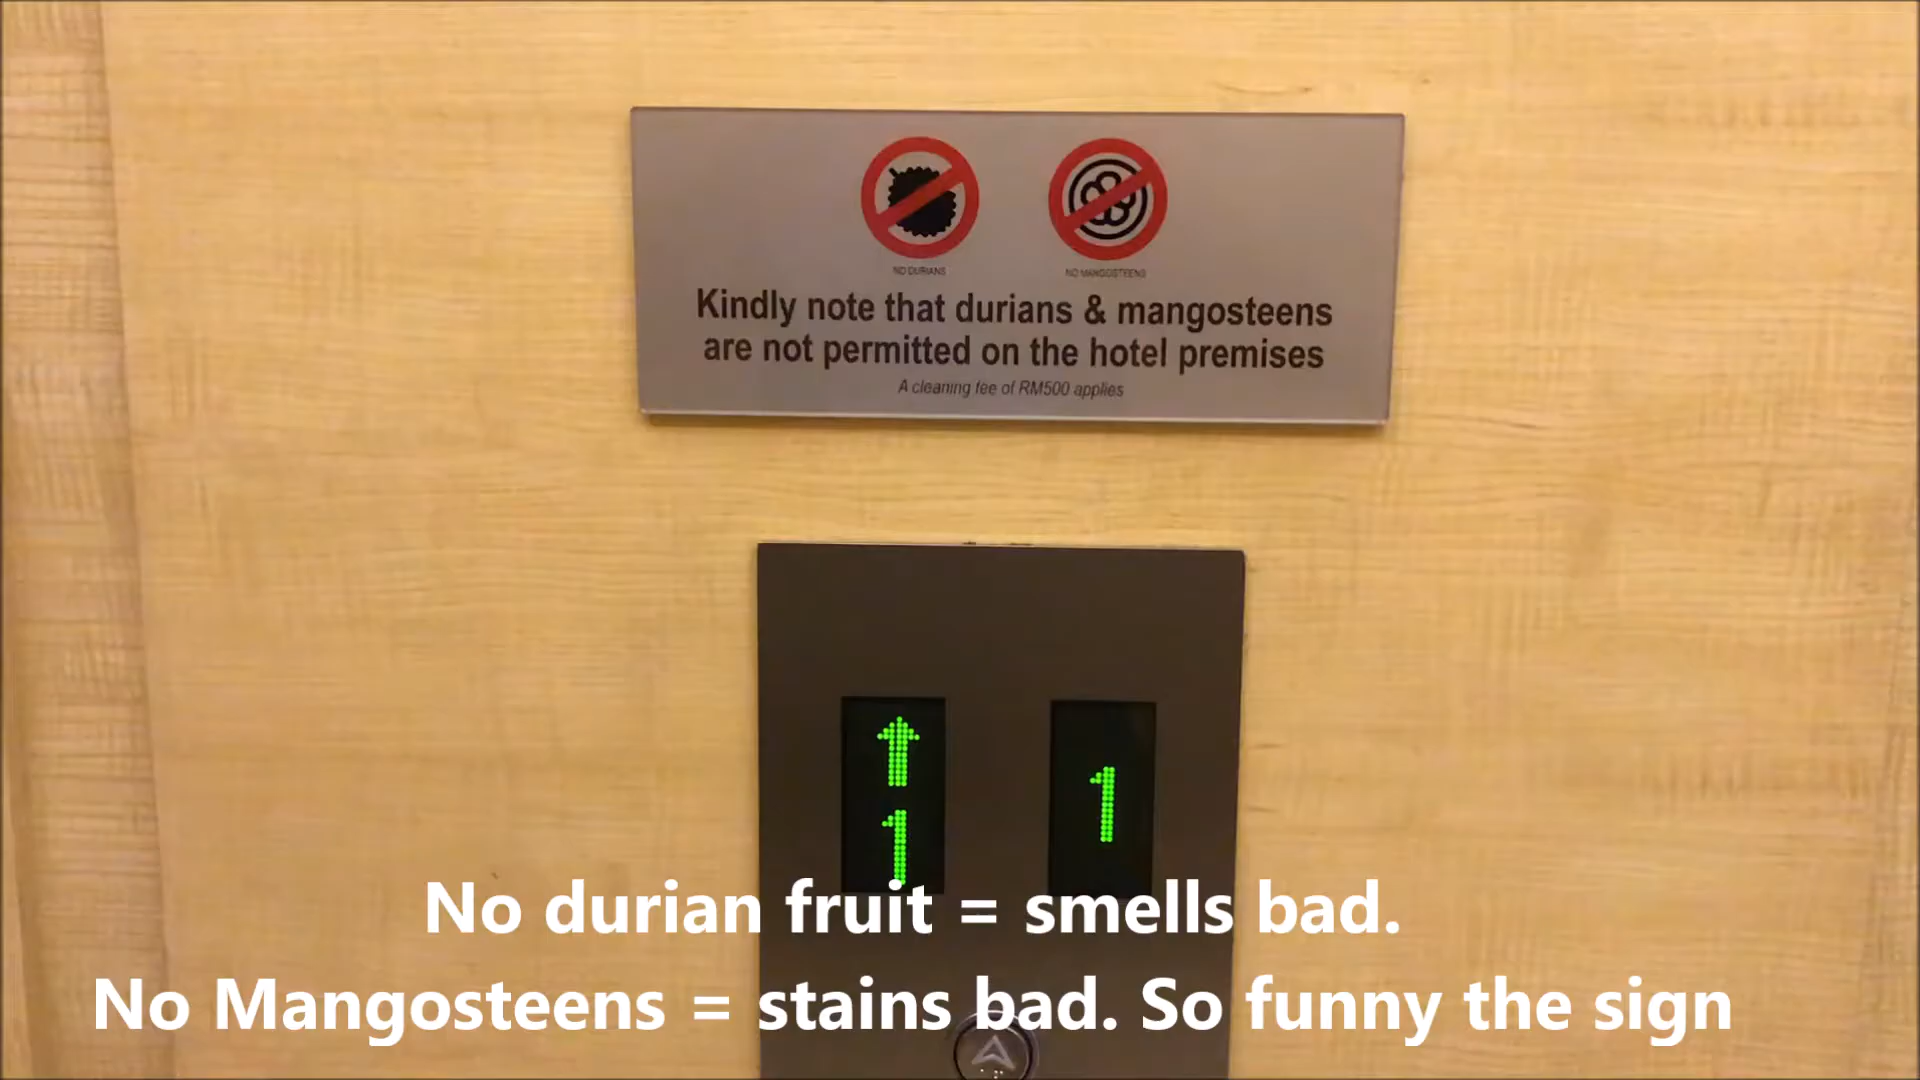 NO DURIANS
NO MANGOSTEENS
Kindly note that durians & mangosteens
are not permitted on the hotel premises
A cleaning fee of RM500 applies
1
1
No durian fruit = smells bad.
No Mangosteens = stains bad. So funny the sign